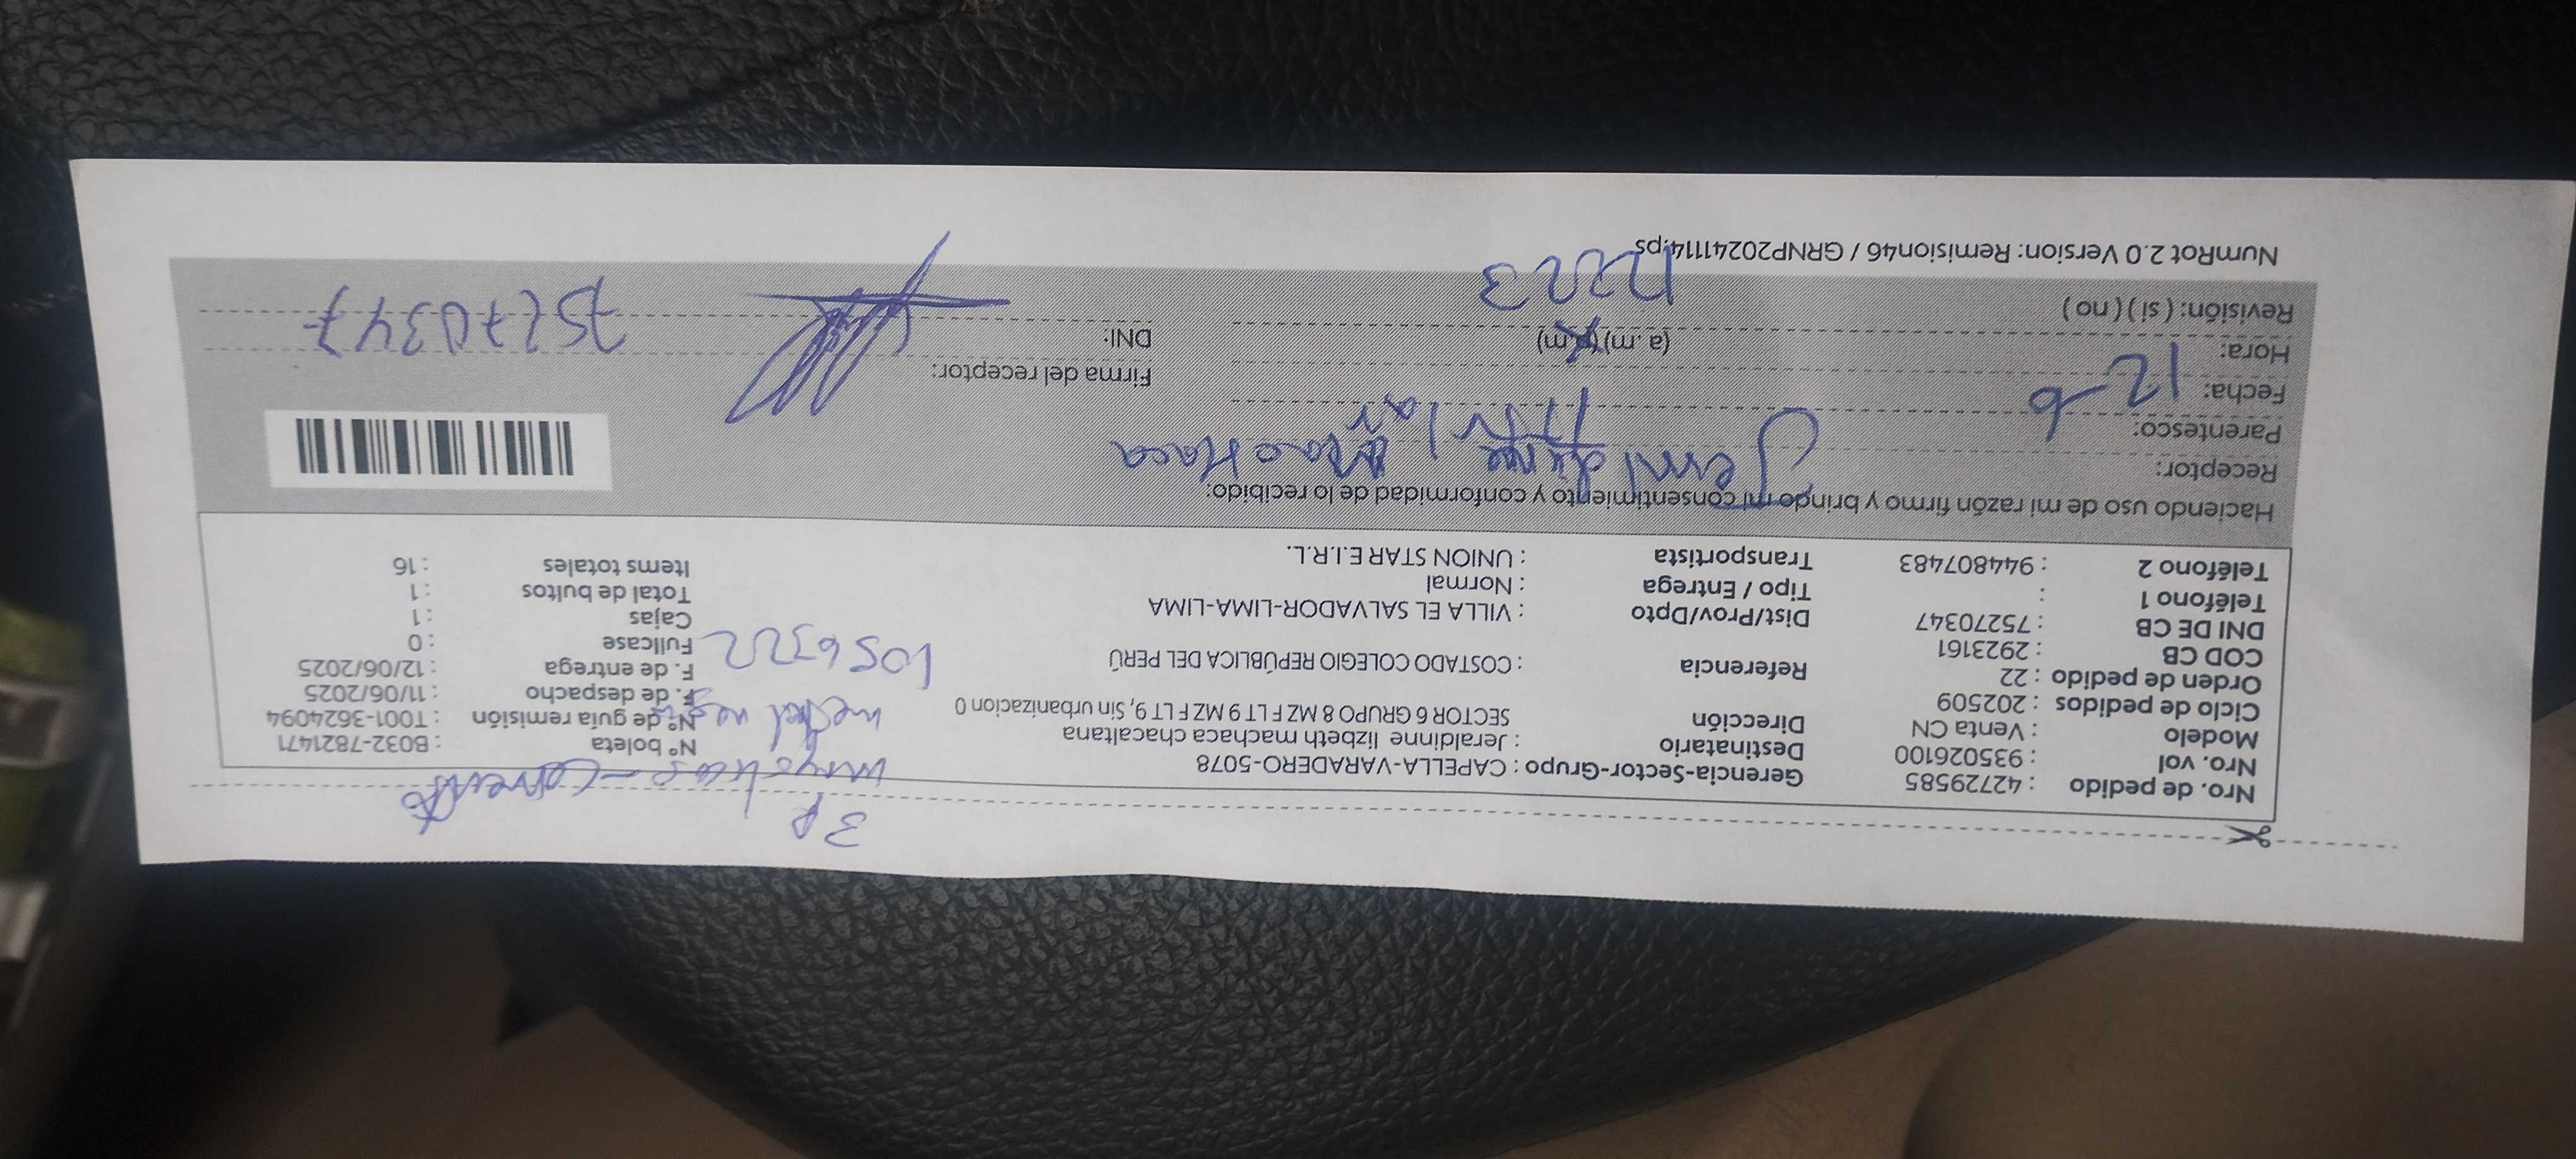 3P
Nro. de pedido : 42729585 Gerencia-Sector-Grupo : CAPELLA-VARADERO-5078
Nro. vol : 935026100 Destinatario : Jeraldinne lizbeth machaca chacaltana Nº boleta : B032-7821471
Modelo : Venta CN Dirección SECTOR 6 GRUPO 8 MZ F LT 9 MZ F LT 9, Sin urbanizacion 0 Nº de guía remisión : T001-3624094
Ciclo de pedidos : 202509 F. de despacho : 11/06/2025
Orden de pedido : 22 Referencia : COSTADO COLEGIO REPÚBLICA DEL PERÚ 1056722 F. de entrega : 12/06/2025
COD CB : 2923161 Fullcase : 0
DNI DE CB : 75270347 Dist/Prov/Dpto : VILLA EL SALVADOR-LIMA-LIMA Cajas : 1
Teléfono 1 : Tipo / Entrega : Normal Total de bultos : 1
Teléfono 2 : 944807483 Transportista : UNION STAR E.I.R.L. Items totales : 16
Haciendo uso de mi razón firmo y brindo mi consentimiento y conformidad de lo recibido:
Receptor:
Parentesco:
Fecha: 12-6 Firma del receptor:
Hora: (a.m) (p.m) DNI: 75270347
Revisión: ( si ) ( no )
NumRot 2.0 Version: Remision46 / GRNP20241114.ps